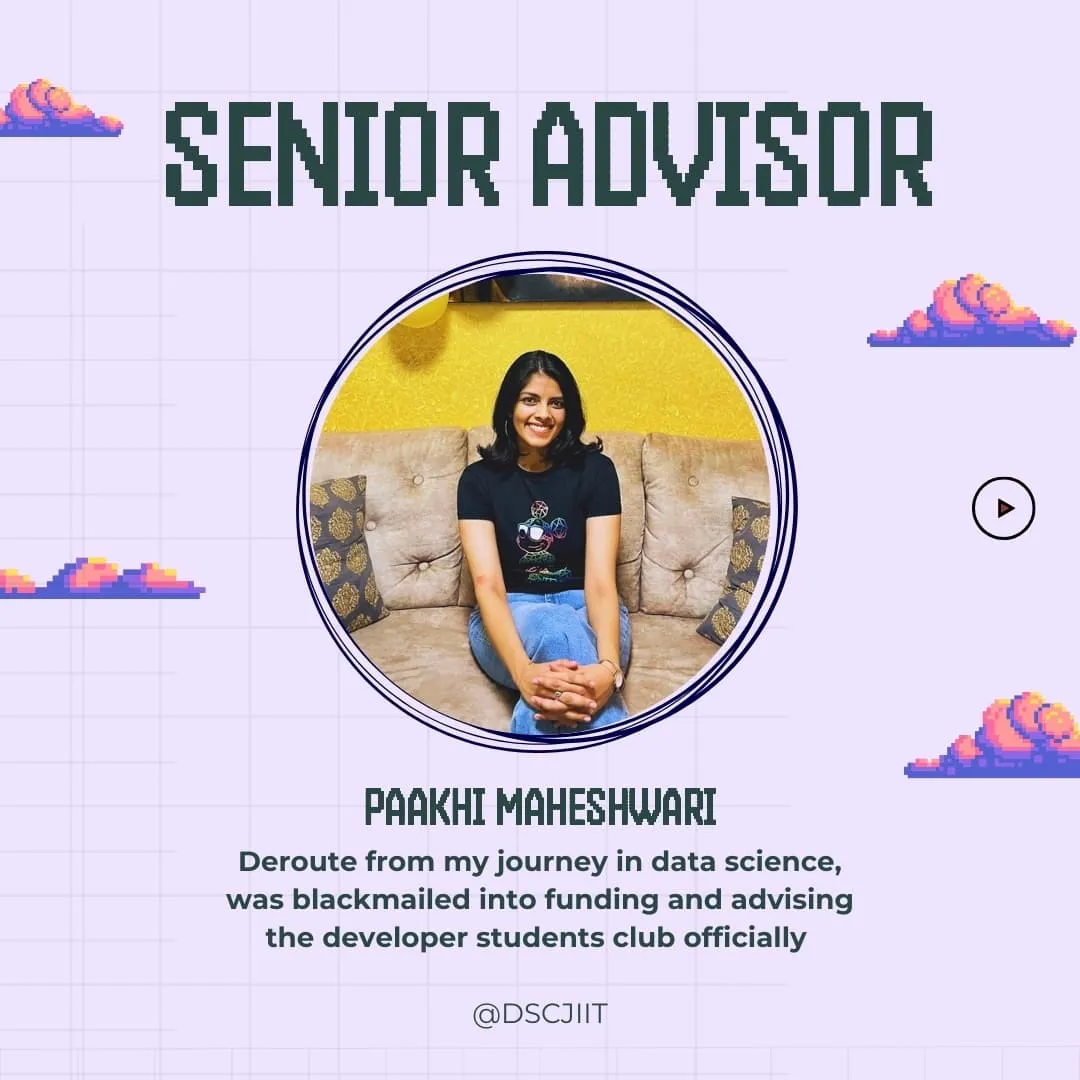 SENIOR ADVISOR
PAAKHI MAHESHWARI
Deroute from my journey in data science,
was blackmailed into funding and advising
the developer students club officially
@DSCJIIT